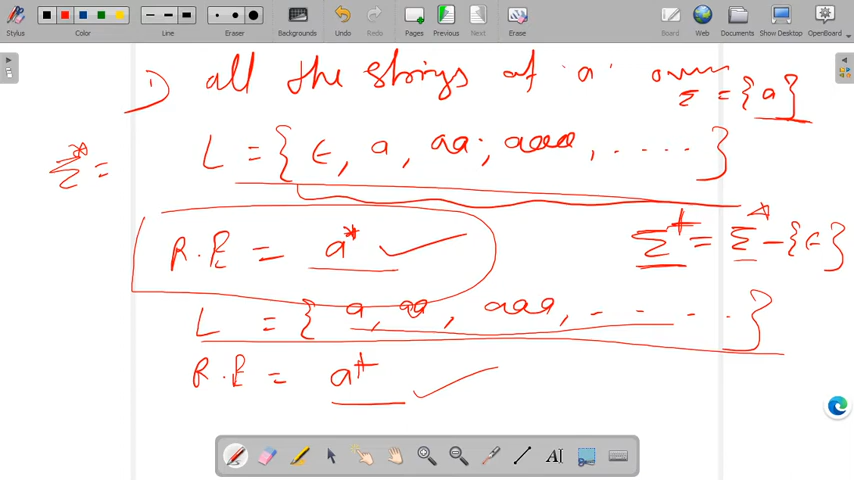 Stylus Color Line Eraser Backgrounds Undo Redo Pages Previous Next Erase Board Web Documents Show Desktop OpenBoard
1) all the strings of 'a' over
Σ = {a}
Σ* =
L = {ϵ, a, aa, aaa, .....}
R.E = a*
Σ+ = Σ* - {ϵ}
L = {a, aa, aaa, .....}
R.E = a+